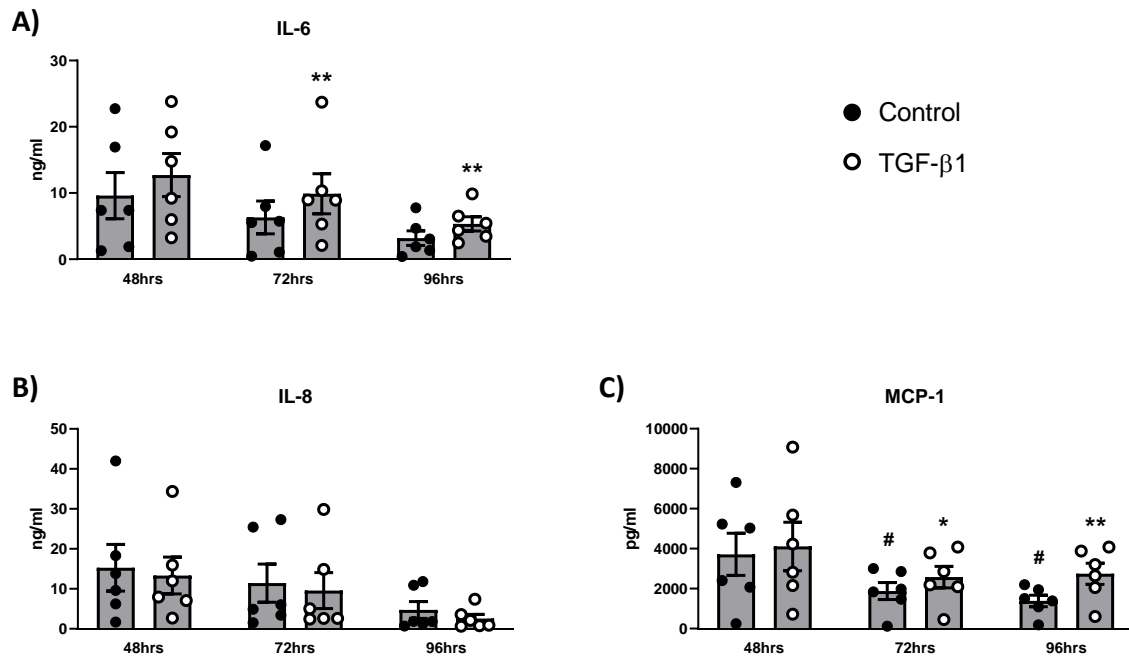 A)
IL-6
30
20
10
0
ng/ml
**
**
48hrs 72hrs 96hrs
Control
TGF-β1
B)
IL-8
50
40
30
20
10
0
ng/ml
48hrs 72hrs 96hrs
C)
MCP-1
10000
8000
6000
4000
2000
0
pg/ml
# * # **
48hrs 72hrs 96hrs